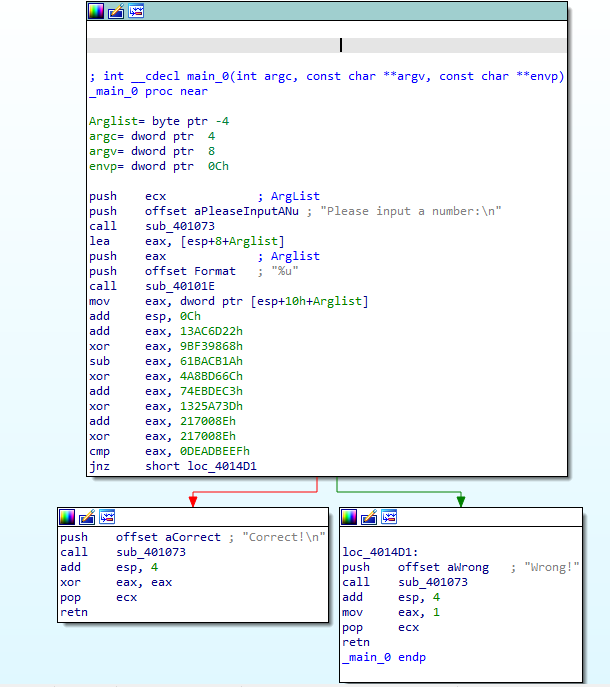 ; int __cdecl main_0(int argc, const char **argv, const char **envp)
_main_0 proc near
Arglist= byte ptr -4
argc= dword ptr  4
argv= dword ptr  8
envp= dword ptr  0Ch
push    ecx             ; ArgList
push    offset aPleaseInputANu ; "Please input a number:\n"
call    sub_401073
lea     eax, [esp+8+Arglist]
push    eax             ; Arglist
push    offset Format   ; "%u"
call    sub_40101E
mov     eax, dword ptr [esp+10h+Arglist]
add     esp, 0Ch
add     eax, 13AC6D22h
xor     eax, 9BF39868h
sub     eax, 61BACB1Ah
xor     eax, 4A8BD66Ch
add     eax, 74EBDEC3h
xor     eax, 1325A73Dh
add     eax, 217008Eh
xor     eax, 217008Eh
cmp     eax, 0DEADBEEFh
jnz     short loc_4014D1
push    offset aCorrect ; "Correct!\n"
call    sub_401073
add     esp, 4
xor     eax, eax
pop     ecx
retn
loc_4014D1:
push    offset aWrong   ; "Wrong!"
call    sub_401073
add     esp, 4
mov     eax, 1
pop     ecx
retn
_main_0 endp